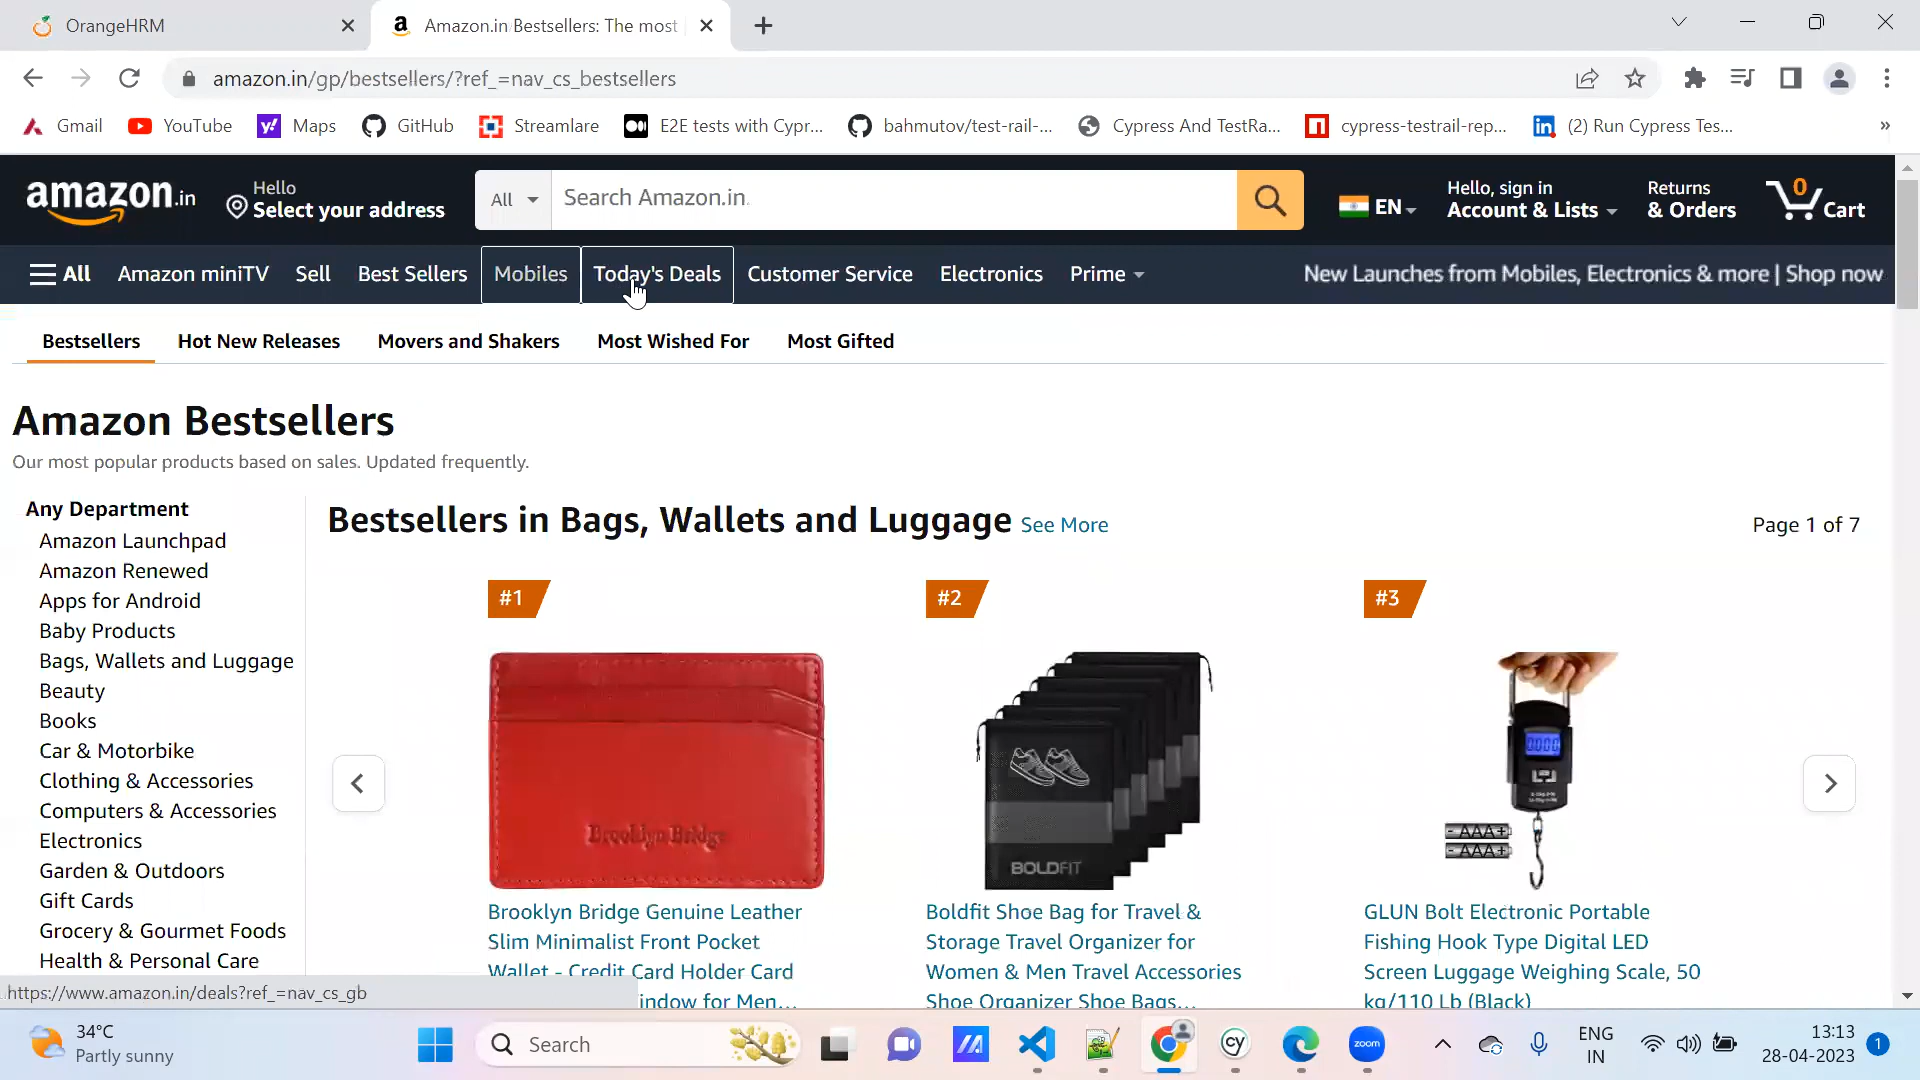 OrangeHRM
Amazon.in Bestsellers: The most
amazon.in/gp/bestsellers/?ref_=nav_cs_bestsellers
Gmail YouTube Maps GitHub Streamlare E2E tests with Cypr... bahmutov/test-rail-... Cypress And TestRa... cypress-testrail-rep... (2) Run Cypress Tes... »
amazon.in
Hello
Select your address
All
Search Amazon.in
EN
Hello, sign in
Account & Lists
Returns
& Orders
0
Cart
All Amazon miniTV Sell Best Sellers Mobiles Today's Deals Customer Service Electronics Prime
New Launches from Mobiles, Electronics & more | Shop now
Bestsellers Hot New Releases Movers and Shakers Most Wished For Most Gifted
Amazon Bestsellers
Our most popular products based on sales. Updated frequently.
Any Department
Amazon Launchpad
Amazon Renewed
Apps for Android
Baby Products
Bags, Wallets and Luggage
Beauty
Books
Car & Motorbike
Clothing & Accessories
Computers & Accessories
Electronics
Garden & Outdoors
Gift Cards
Grocery & Gourmet Foods
Health & Personal Care
Bestsellers in Bags, Wallets and Luggage See More
Page 1 of 7
#1
Brooklyn Bridge
Brooklyn Bridge Genuine Leather
Slim Minimalist Front Pocket
Wallet - Credit Card Holder Card
indow for Men...
#2
BOLDFIT
Boldfit Shoe Bag for Travel &
Storage Travel Organizer for
Women & Men Travel Accessories
Shoe Organizer Shoe Bags...
#3
0.000
- AAA +
- AAA +
GLUN Bolt Electronic Portable
Fishing Hook Type Digital LED
Screen Luggage Weighing Scale, 50
kg/110 Lb (Black)
https://www.amazon.in/deals?ref_=nav_cs_gb
34°C
Partly sunny
Search
cy
zoom
ENG
IN
13:13
28-04-2023
1